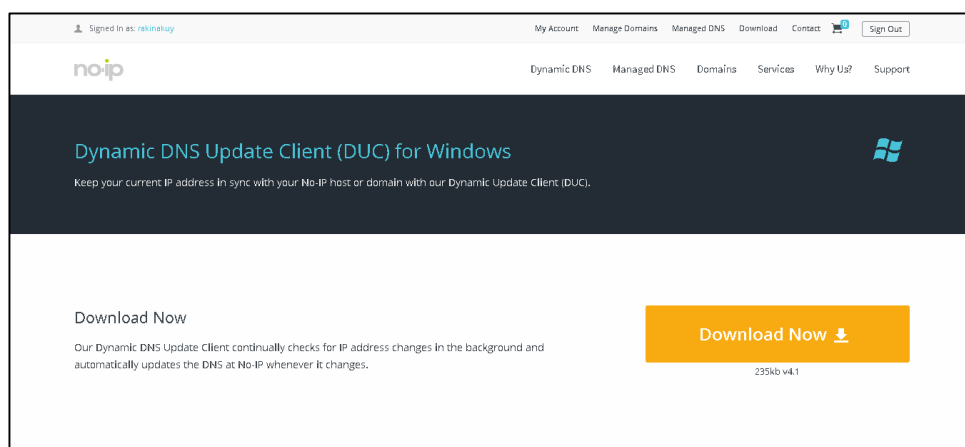 Signed In as: rakinakuy My Account Manage Domains Managed DNS Download Contact 0 Sign Out
no-ip Dynamic DNS Managed DNS Domains Services Why Us? Support
Dynamic DNS Update Client (DUC) for Windows
Keep your current IP address in sync with your No-IP host or domain with our Dynamic Update Client (DUC).
Download Now
Our Dynamic DNS Update Client continually checks for IP address changes in the background and
automatically updates the DNS at No-IP whenever it changes.
Download Now
235kb v4.1